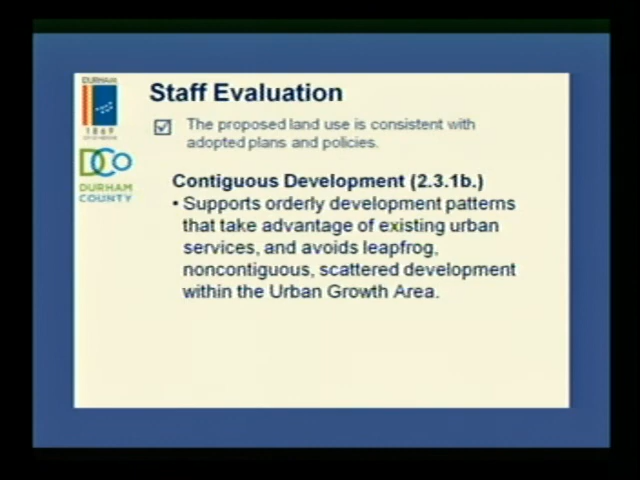 DURHAM
1869
DCo
DURHAM
COUNTY
Staff Evaluation
The proposed land use is consistent with
adopted plans and policies.
Contiguous Development (2.3.1b.)
• Supports orderly development patterns
that take advantage of existing urban
services, and avoids leapfrog,
noncontiguous, scattered development
within the Urban Growth Area.